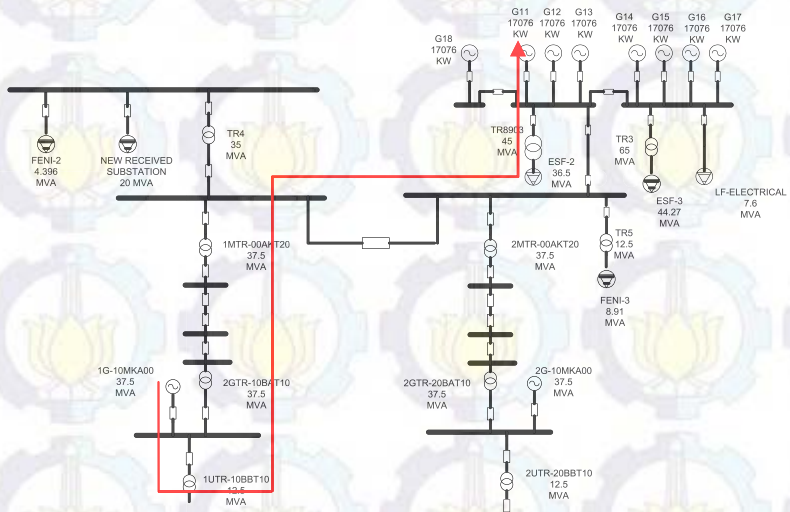 G18
17076
KW
G11
17076
KW
G12
17076
KW
G13
17076
KW
G14
17076
KW
G15
17076
KW
G16
17076
KW
G17
17076
KW
FENI-2
4.396
MVA
NEW RECEIVED
SUBSTATION
20 MVA
TR4
35
MVA
TR8903
45
MVA
ESF-2
36.5
MVA
TR3
65
MVA
ESF-3
44.27
MVA
LF-ELECTRICAL
7.6
MVA
1MTR-00AKT20
37.5
MVA
2MTR-00AKT20
37.5
MVA
TR5
12.5
MVA
FENI-3
8.91
MVA
1G-10MKA00
37.5
MVA
2GTR-10BAT10
37.5
MVA
2GTR-20BAT10
37.5
MVA
2G-10MKA00
37.5
MVA
1UTR-10BBT10
12.5
MVA
2UTR-20BBT10
12.5
MVA